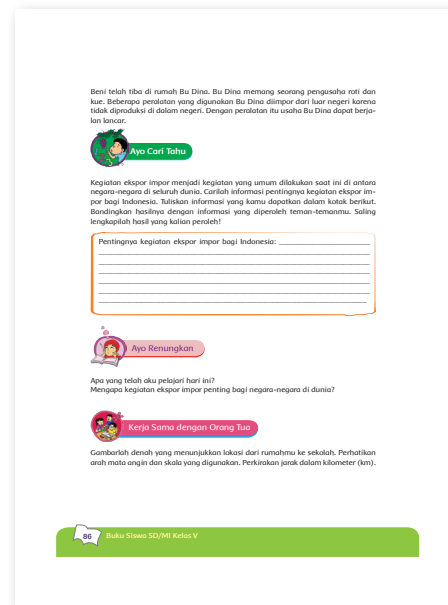 Beni telah tiba di rumah Bu Dina. Bu Dina memang seorang pengusaha roti dan
kue. Beberapa peralatan yang digunakan Bu Dina diimpor dari luar negeri karena
tidak diproduksi di dalam negeri. Dengan peralatan itu usaha Bu Dina dapat berja-
lan lancar.
Ayo Cari Tahu
Kegiatan ekspor impor menjadi kegiatan yang umum dilakukan saat ini di antara
negara-negara di seluruh dunia. Carilah informasi pentingnya kegiatan ekspor im-
por bagi Indonesia. Tuliskan informasi yang kamu dapatkan dalam kotak berikut.
Bandingkan hasilnya dengan informasi yang diperoleh teman-temanmu. Saling
lengkapilah hasil yang kalian peroleh!
Pentingnya kegiatan ekspor impor bagi Indonesia:
Ayo Renungkan
Apa yang telah aku pelajari hari ini?
Mengapa kegiatan ekspor impor penting bagi negara-negara di dunia?
Kerja Sama dengan Orang Tua
Gambarlah denah yang menunjukkan lokasi dari rumahmu ke sekolah. Perhatikan
arah mata angin dan skala yang digunakan. Perkirakan jarak dalam kilometer (km).
86 Buku Siswa SD/MI Kelas V